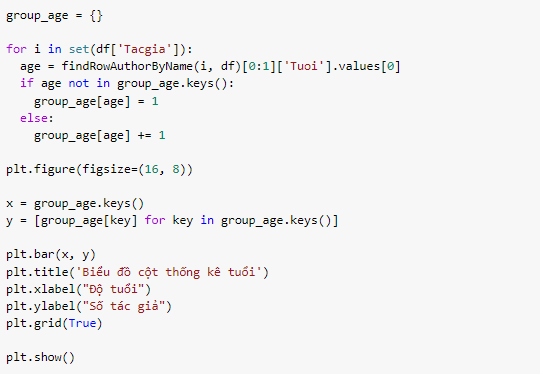 group_age = {}
for i in set(df['Tacgia']):
age = findRowAuthorByName(i, df)[0:1]['Tuoi'].values[0]
if age not in group_age.keys():
group_age[age] = 1
else:
group_age[age] += 1
plt.figure(figsize=(16, 8))
x = group_age.keys()
y = [group_age[key] for key in group_age.keys()]
plt.bar(x, y)
plt.title('Biểu đồ cột thống kê tuổi')
plt.xlabel("Độ tuổi")
plt.ylabel("Số tác giả")
plt.grid(True)
plt.show()